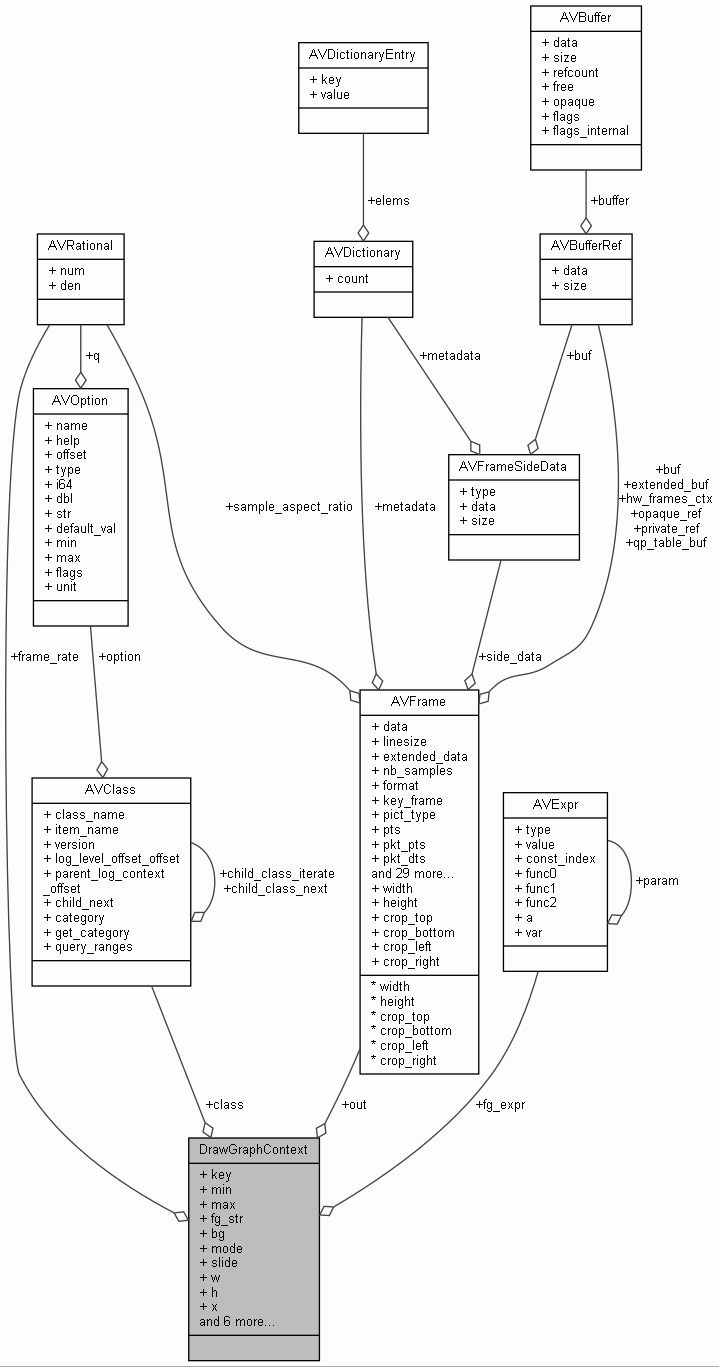 AVBuffer
+ data
+ size
+ refcount
+ free
+ opaque
+ flags
+ flags_internal
AVDictionaryEntry
+ key
+ value
+elems
+buffer
AVRational
+ num
+ den
AVDictionary
+ count
AVBufferRef
+ data
+ size
+q
+metadata
+buf
AVOption
+ name
+ help
+ offset
+ type
+ i64
+ dbl
+ str
+ default_val
+ min
+ max
+ flags
+ unit
AVFrameSideData
+ type
+ data
+ size
+sample_aspect_ratio
+metadata
+buf
+extended_buf
+hw_frames_ctx
+opaque_ref
+private_ref
+qp_table_buf
+frame_rate
+option
+side_data
AVFrame
+ data
+ linesize
+ extended_data
+ nb_samples
+ format
+ key_frame
+ pict_type
+ pts
+ pkt_pts
+ pkt_dts
and 29 more...
+ width
+ height
+ crop_top
+ crop_bottom
+ crop_left
+ crop_right
* width
* height
* crop_top
* crop_bottom
* crop_left
* crop_right
AVClass
+ class_name
+ item_name
+ version
+ log_level_offset_offset
+ parent_log_context
_offset
+ child_next
+ category
+ get_category
+ query_ranges
+child_class_iterate
+child_class_next
AVExpr
+ type
+ value
+ const_index
+ func0
+ func1
+ func2
+ a
+ var
+param
+class
+out
+fg_expr
DrawGraphContext
+ key
+ min
+ max
+ fg_str
+ bg
+ mode
+ slide
+ w
+ h
+ x
and 6 more...